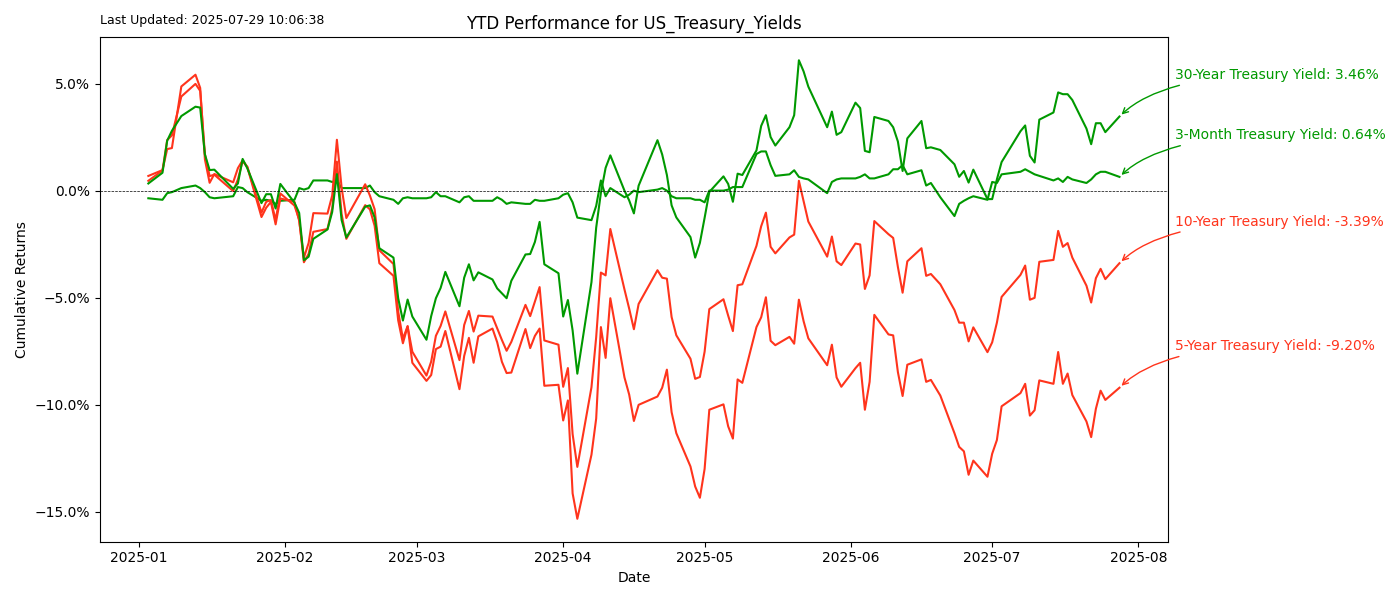 Last Updated: 2025-07-29 10:06:38
YTD Performance for US_Treasury_Yields
30-Year Treasury Yield: 3.46%
3-Month Treasury Yield: 0.64%
10-Year Treasury Yield: -3.39%
5-Year Treasury Yield: -9.20%
Cumulative Returns
5.0%
0.0%
−5.0%
−10.0%
−15.0%
2025-01 2025-02 2025-03 2025-04 2025-05 2025-06 2025-07 2025-08
Date